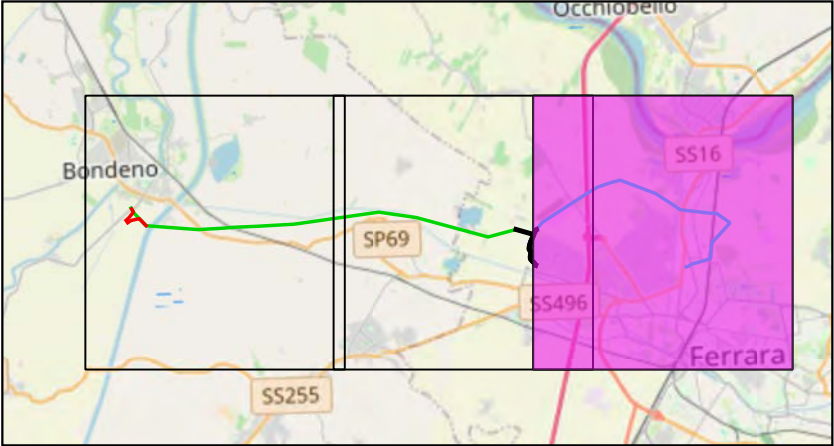 Occhiobello
SS16
Bondeno
SP69
SS496
Ferrara
SS255